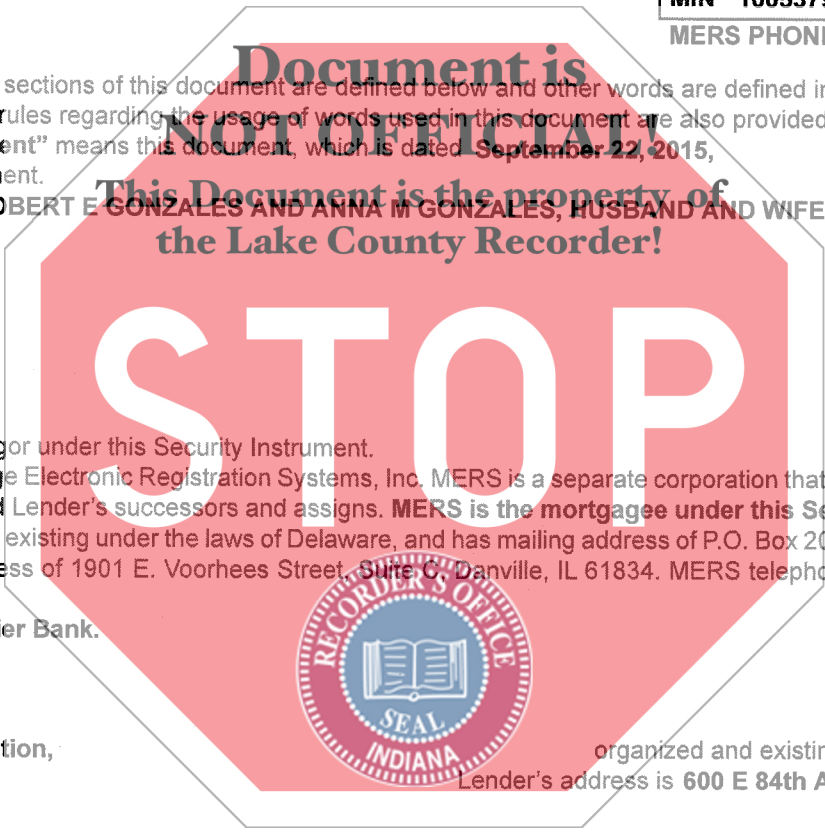 MIN 1005379
MERS PHONE
Document is
sections of this document are defined below and other words are defined in
rules regarding the usage of words used in this document are also provided
NOT OFFICIAL!
ent” means this document, which is dated September 22, 2015,
ent.
This Document is the property of
OBERT E GONZALES AND ANNA M GONZALES, HUSBAND AND WIFE
the Lake County Recorder!
STOP
gor under this Security Instrument.
e Electronic Registration Systems, Inc. MERS is a separate corporation that
d Lender's successors and assigns. MERS is the mortgagee under this Se
existing under the laws of Delaware, and has mailing address of P.O. Box 20
ess of 1901 E. Voorhees Street, Suite C, Danville, IL 61834. MERS telepho
RECORDER'S OFFICE
er Bank.
SEAL
INDIANA
tion,
organized and existin
Lender's address is 600 E 84th A